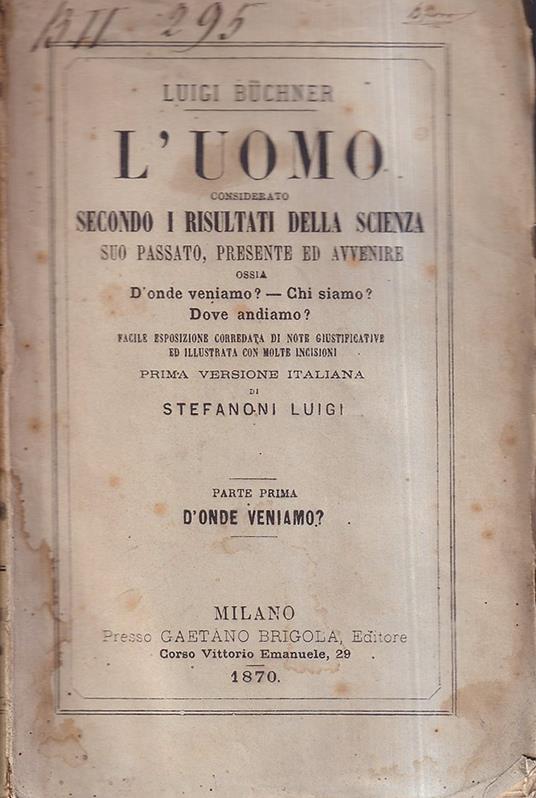 B II 295
LUIGI BÜCHNER
L'UOMO
CONSIDERATO
SECONDO I RISULTATI DELLA SCIENZA
SUO PASSATO, PRESENTE ED AVVENIRE
OSSIA
D'onde veniamo? — Chi siamo?
Dove andiamo?
FACILE ESPOSIZIONE CORREDATA DI NOTE GIUSTIFICATIVE
ED ILLUSTRATA CON MOLTE INCISIONI
PRIMA VERSIONE ITALIANA
DI
STEFANONI LUIGI
PARTE PRIMA
D'ONDE VENIAMO?
MILANO
Presso GAETANO BRIGOLA, Editore
Corso Vittorio Emanuele, 29
1870.